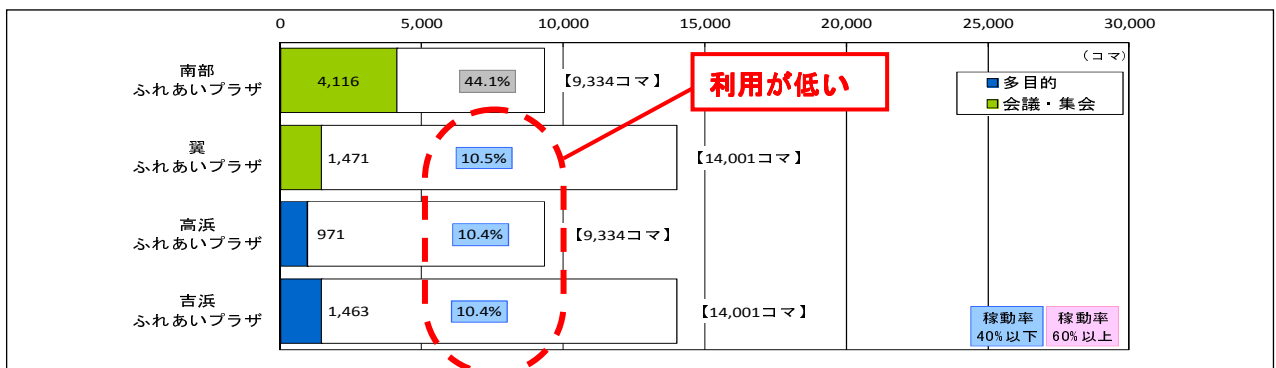 0 5,000 10,000 15,000 20,000 25,000 30,000
（コマ）
多目的
会議・集会
利用が低い
南部
ふれあいプラザ
4,116 44.1% 【9,334コマ】
翼
ふれあいプラザ
1,471 10.5% 【14,001コマ】
高浜
ふれあいプラザ
971 10.4% 【9,334コマ】
吉浜
ふれあいプラザ
1,463 10.4% 【14,001コマ】
稼動率
40%以下
稼動率
60%以上